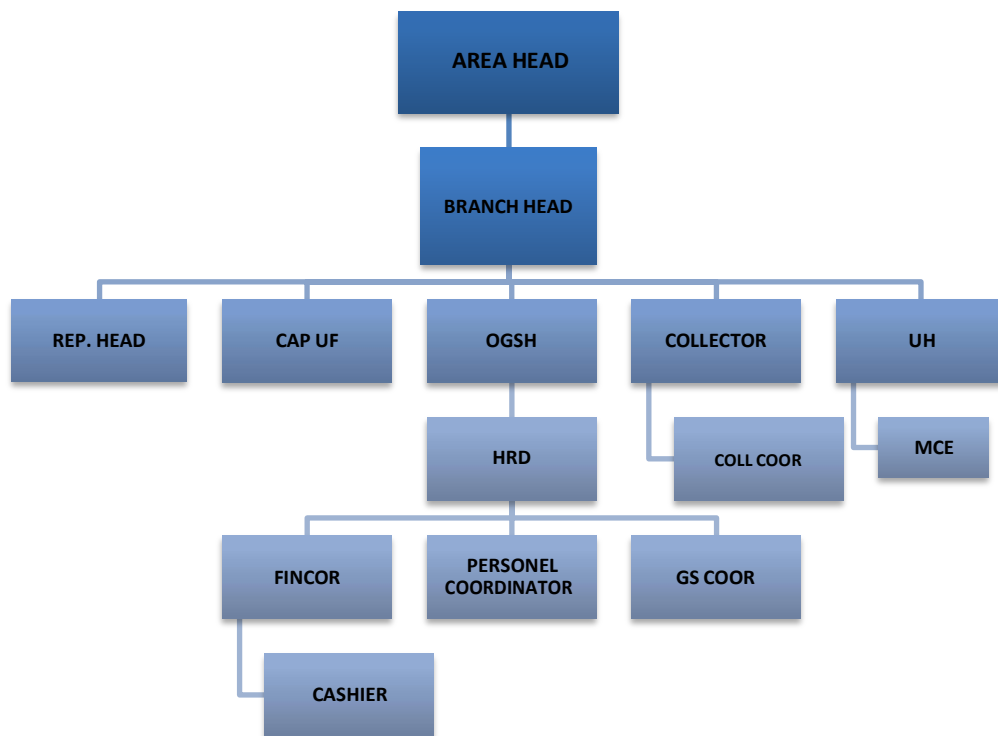 AREA HEAD
BRANCH HEAD
REP. HEAD
CAP UF
OGSH
COLLECTOR
UH
HRD
COLL COOR
MCE
FINCOR
PERSONEL
COORDINATOR
GS COOR
CASHIER